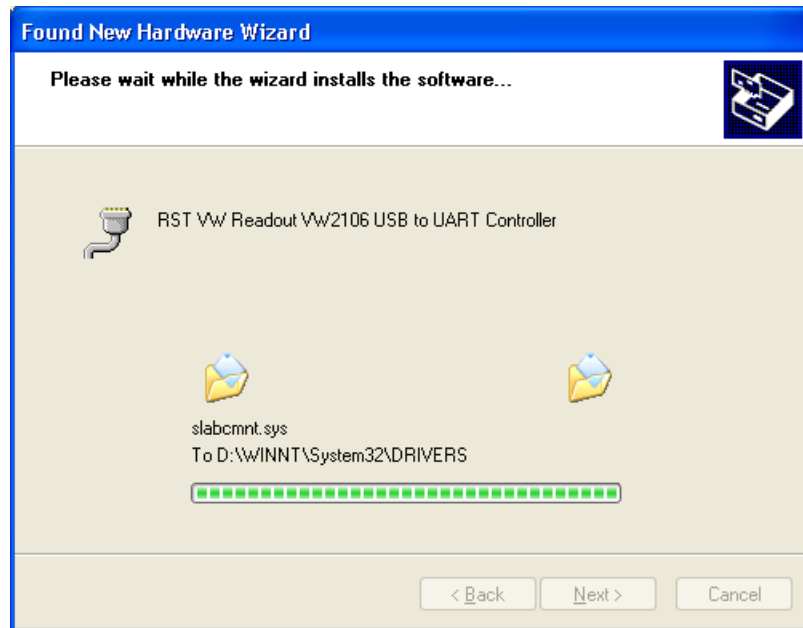 Found New Hardware Wizard
Please wait while the wizard installs the software...
RST VW Readout VW2106 USB to UART Controller
slabcmnt.sys
To D:\WINNT\System32\DRIVERS
< Back Next > Cancel